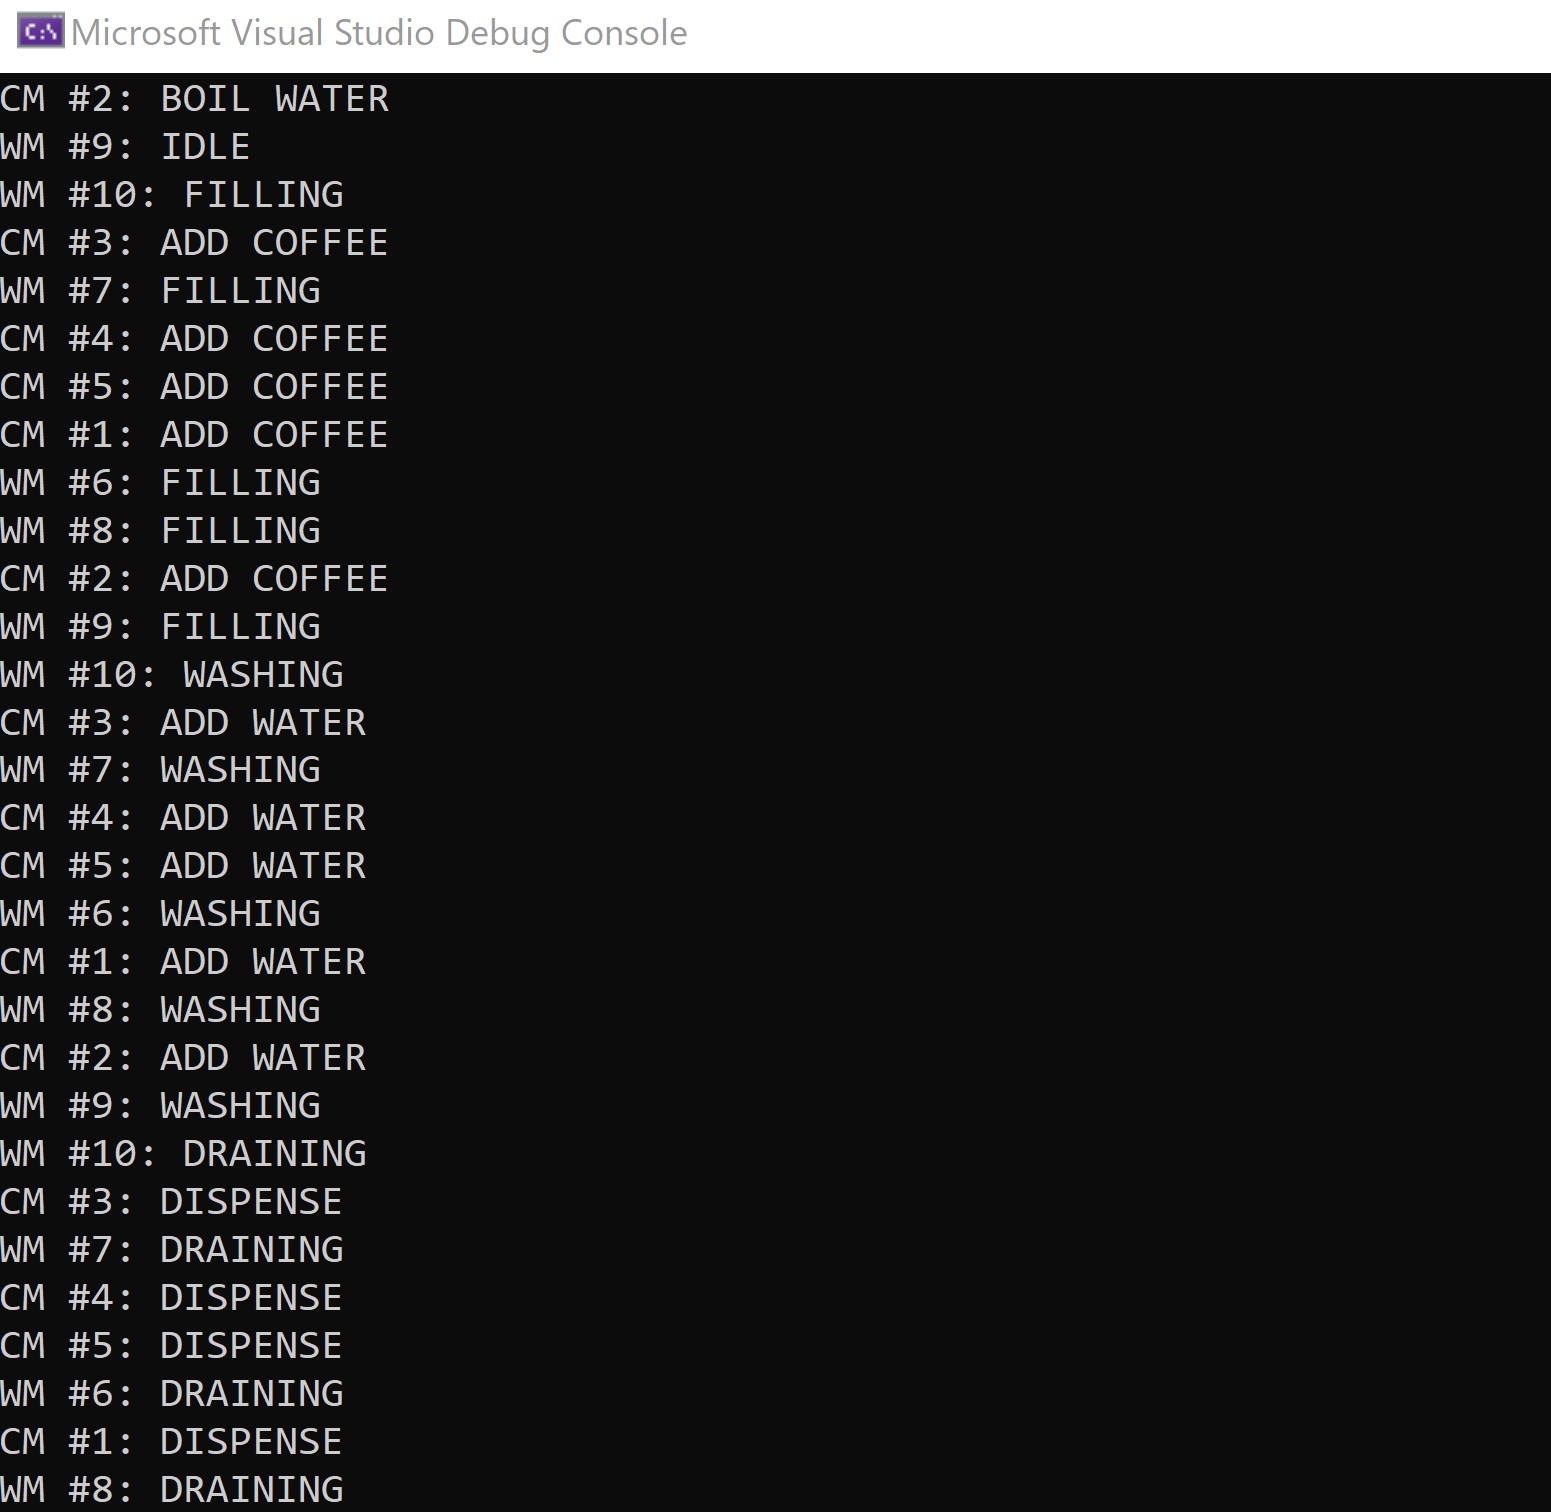 Microsoft Visual Studio Debug Console
CM #2: BOIL WATER
WM #9: IDLE
WM #10: FILLING
CM #3: ADD COFFEE
WM #7: FILLING
CM #4: ADD COFFEE
CM #5: ADD COFFEE
CM #1: ADD COFFEE
WM #6: FILLING
WM #8: FILLING
CM #2: ADD COFFEE
WM #9: FILLING
WM #10: WASHING
CM #3: ADD WATER
WM #7: WASHING
CM #4: ADD WATER
CM #5: ADD WATER
WM #6: WASHING
CM #1: ADD WATER
WM #8: WASHING
CM #2: ADD WATER
WM #9: WASHING
WM #10: DRAINING
CM #3: DISPENSE
WM #7: DRAINING
CM #4: DISPENSE
CM #5: DISPENSE
WM #6: DRAINING
CM #1: DISPENSE
WM #8: DRAINING